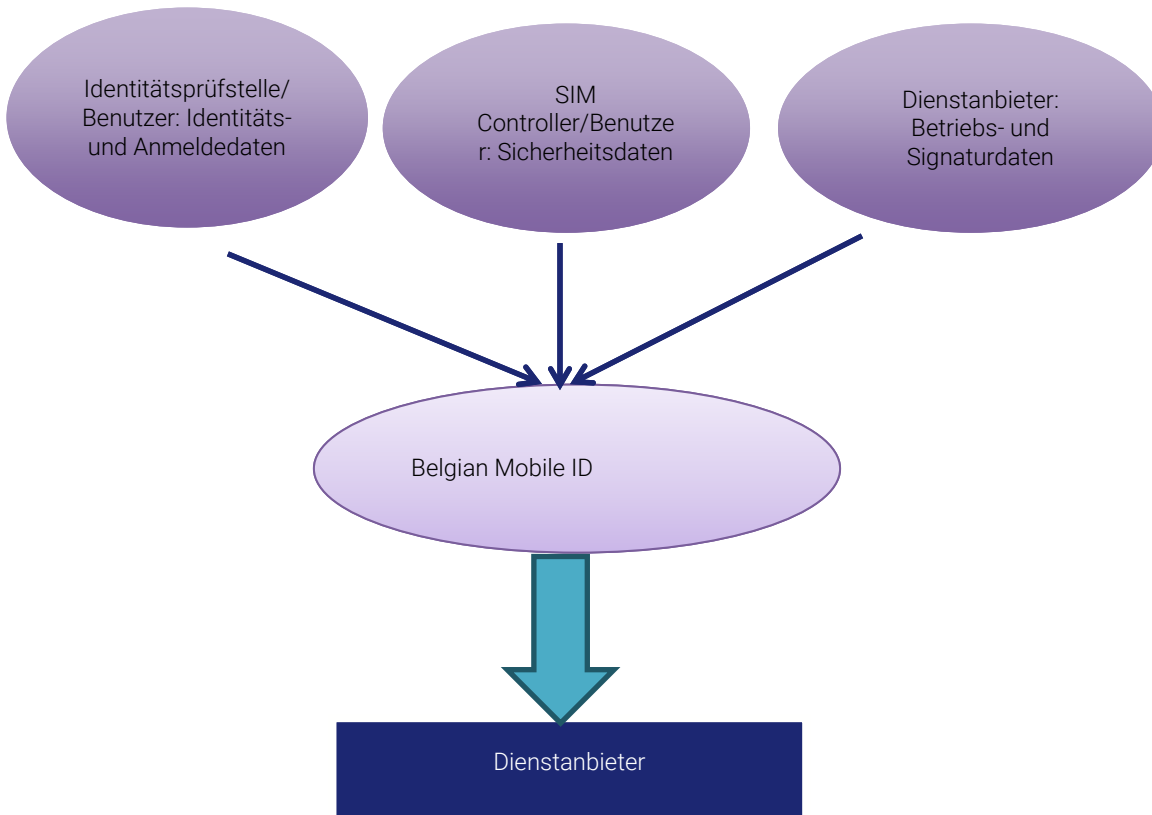 Identitätsprüfstelle/
Benutzer: Identitäts-
und Anmeldedaten
SIM
Controller/Benutze
r: Sicherheitsdaten
Dienstanbieter:
Betriebs- und
Signaturdaten
Belgian Mobile ID
Dienstanbieter